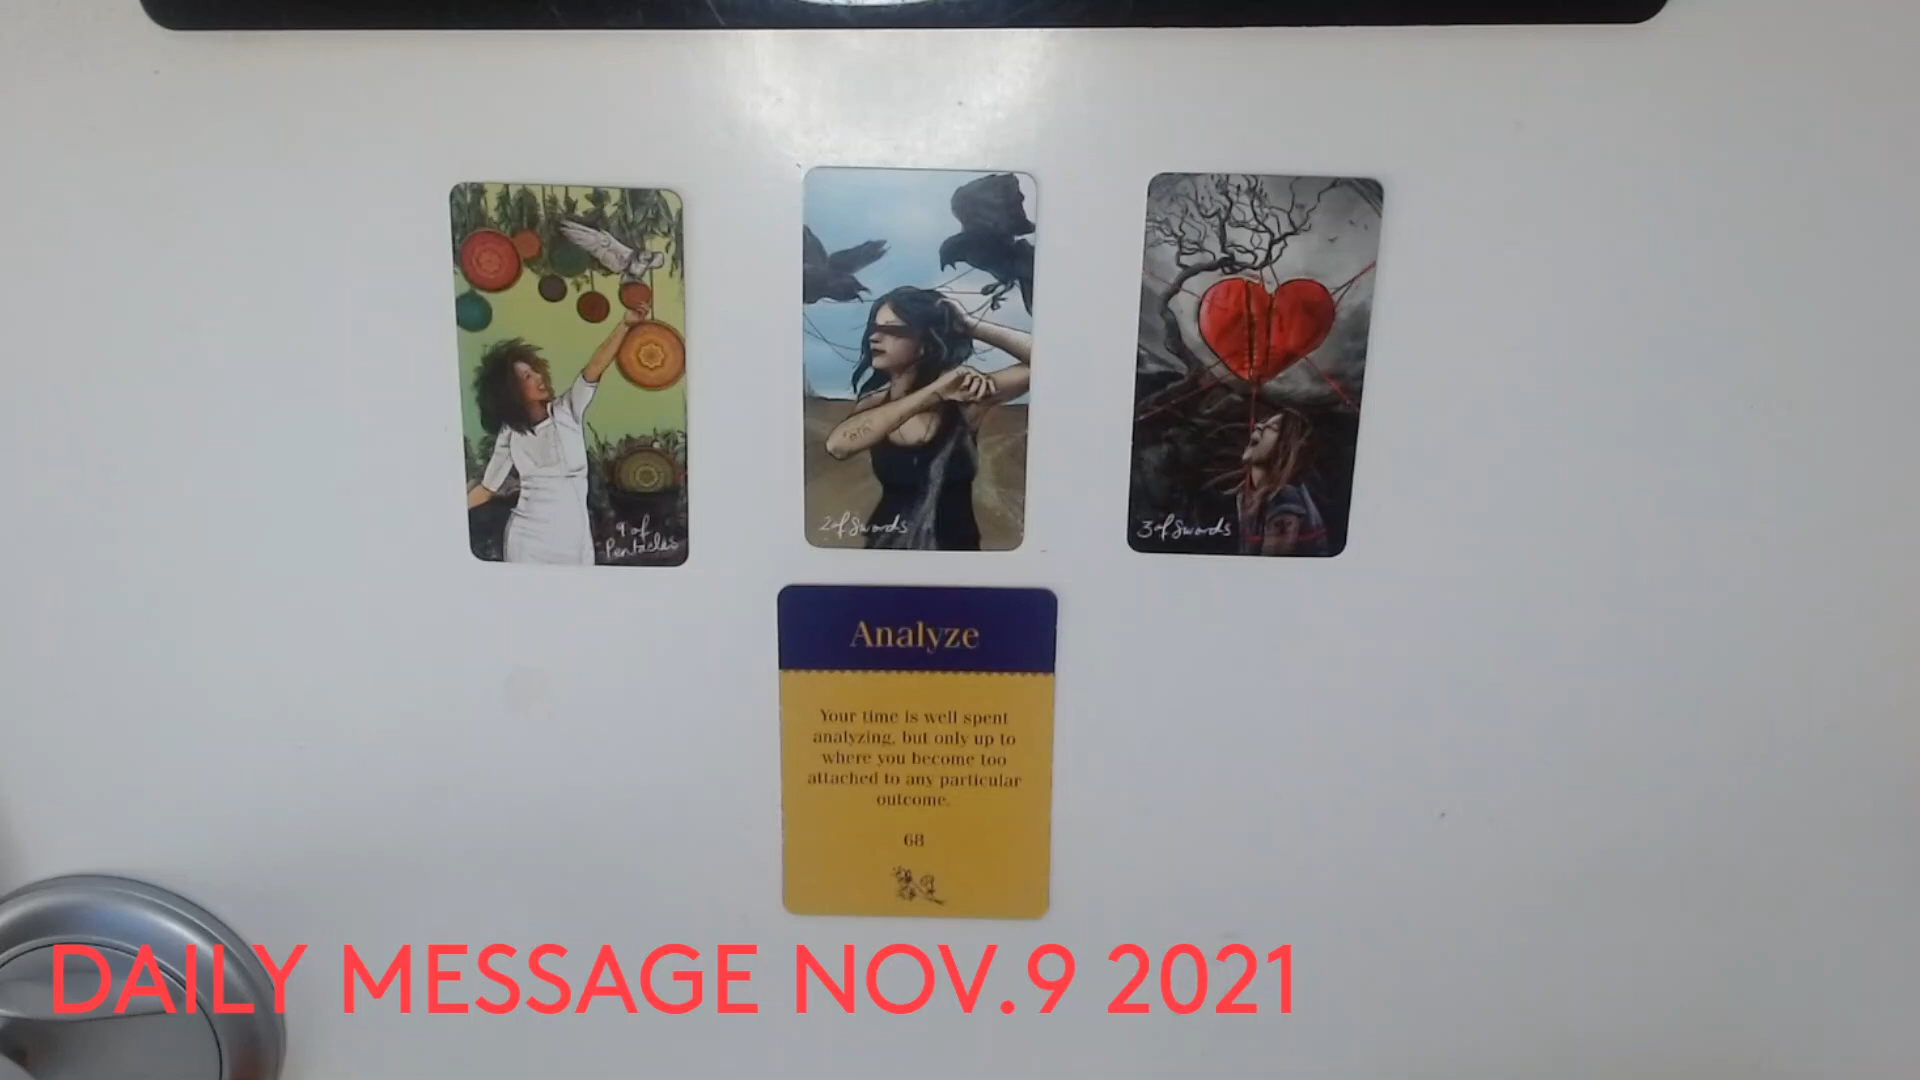 9 of
Pentacles
2 of Swords
3 of Swords
Analyze
Your time is well spent
analyzing, but only up to
where you become too
attached to any particular
outcome.
68
DAILY MESSAGE NOV.9 2021